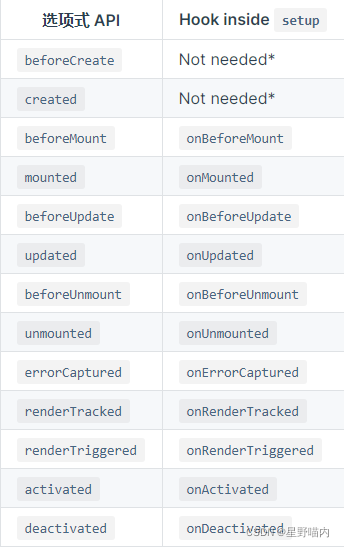 选项式 API Hook inside setup
beforeCreate Not needed*
created Not needed*
beforeMount onBeforeMount
mounted onMounted
beforeUpdate onBeforeUpdate
updated onUpdated
beforeUnmount onBeforeUnmount
unmounted onUnmounted
errorCaptured onErrorCaptured
renderTracked onRenderTracked
renderTriggered onRenderTriggered
activated onActivated
deactivated onDeactivated
CSDN @星野喵内